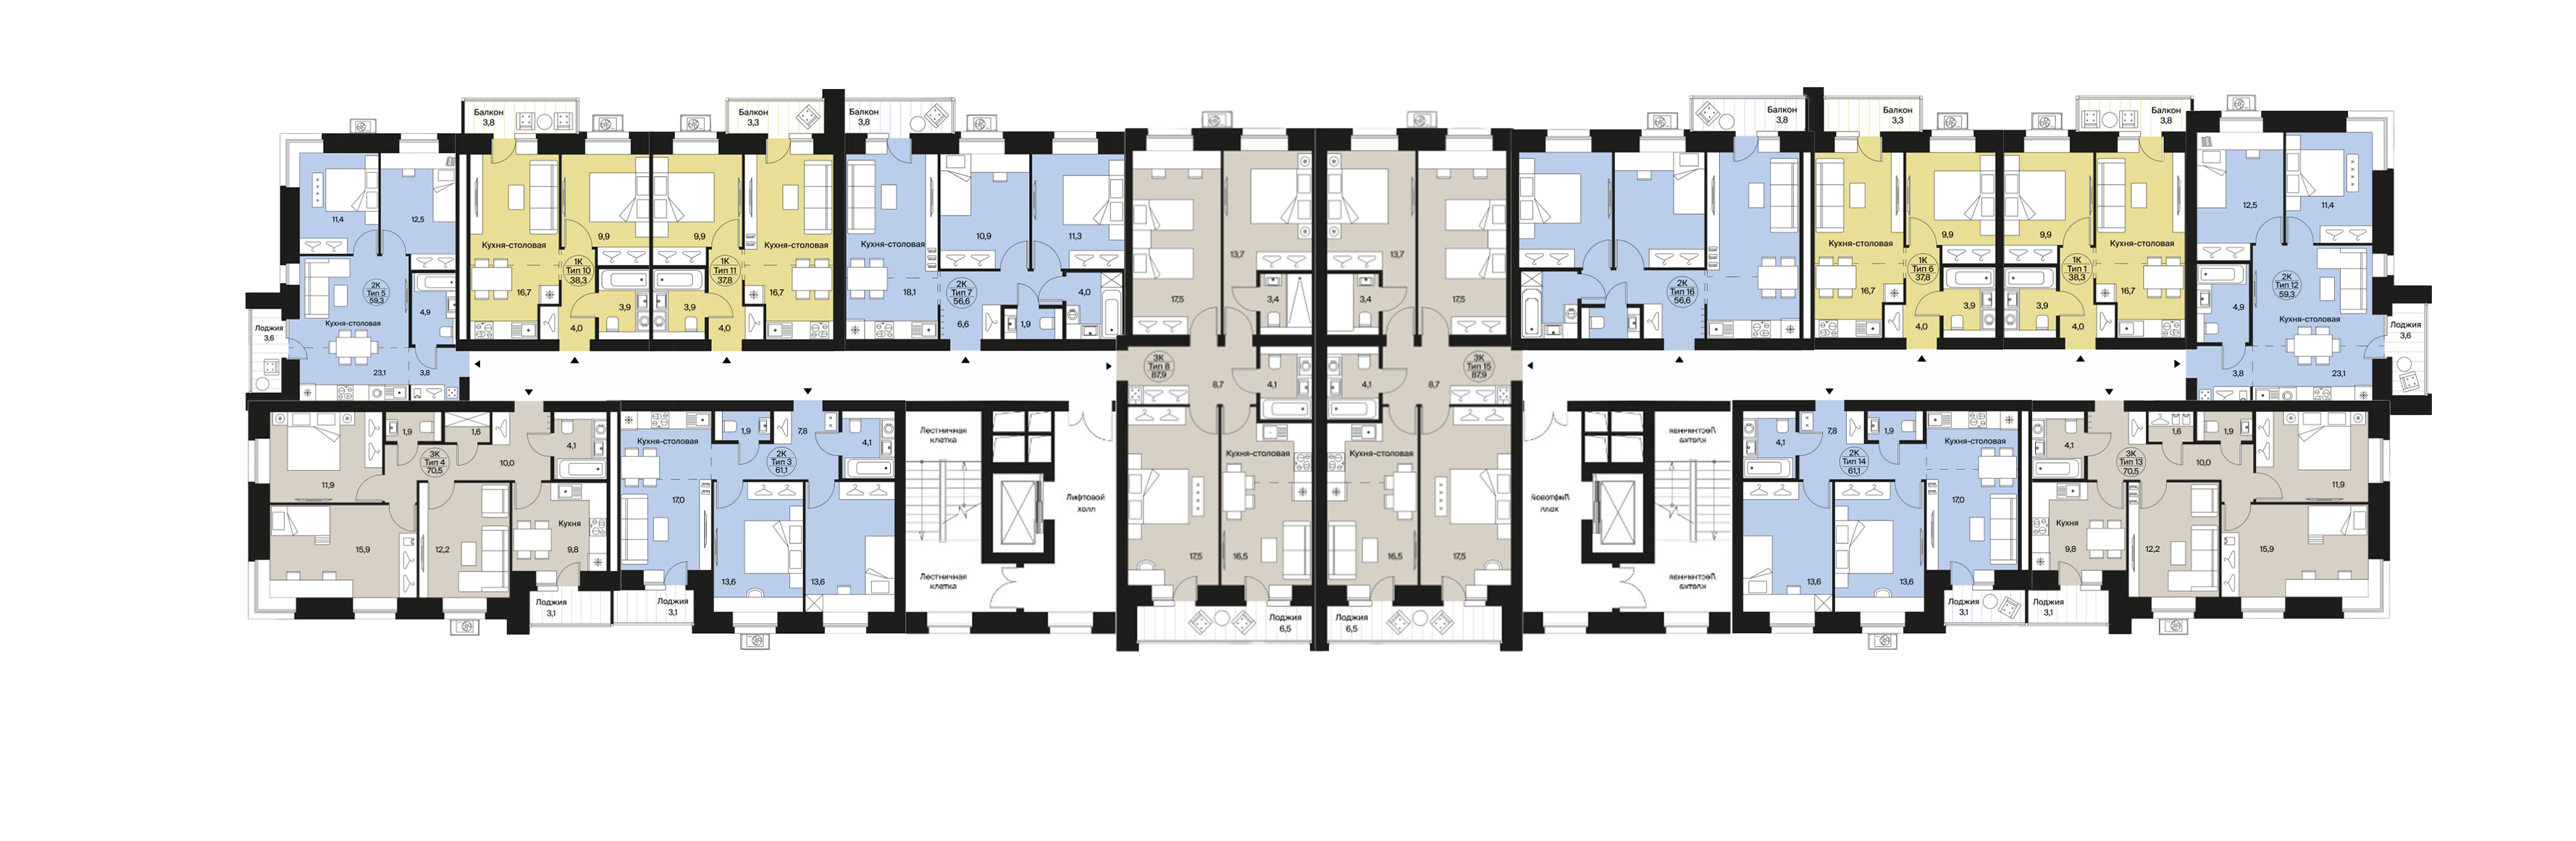 Балкон
3,8
Балкон
3,3
Балкон
3,8
Балкон
3,8
Балкон
3,3
Балкон
3,8
11,4
12,5
2К
Тип 5
59,3
4,9
Кухня-столовая
23,1
3,8
Лоджия
3,6
Кухня-столовая
16,7
9,9
1К
Тип 10
38,3
3,9
4,0
9,9
1К
Тип 11
37,8
Кухня-столовая
16,7
3,9
4,0
Кухня-столовая
18,1
10,9
11,3
2К
Тип 7
56,6
6,6
1,9
4,0
17,5
13,7
3,4
3К
Тип 8
87,9
8,7
4,1
Кухня-столовая
17,5
16,5
Лоджия
6,5
13,7
17,5
3,4
3К
Тип 15
87,9
8,7
4,1
Кухня-столовая
16,5
17,5
Лоджия
6,5
2К
Тип 16
56,6
Кухня-столовая
16,7
9,9
1К
Тип 6
37,8
3,9
4,0
9,9
1К
Тип 1
38,3
Кухня-столовая
16,7
3,9
4,0
12,5
11,4
2К
Тип 12
59,3
4,9
Кухня-столовая
3,8
23,1
Лоджия
3,6
11,9
1,9
1,6
3К
Тип 4
70,5
10,0
4,1
15,9
12,2
Кухня
9,8
Лоджия
3,1
Кухня-столовая
17,0
1,9
7,8
2К
Тип 3
61,1
4,1
13,6
13,6
Лоджия
3,1
Лестничная
клетка
Лифтовой
холл
Лестничная
клетка
Лифтовой
холл
Лестничная
клетка
Лестничная
клетка
4,1
7,8
2К
Тип 14
61,1
1,9
Кухня-столовая
17,0
13,6
13,6
Лоджия
3,1
4,1
3К
Тип 13
70,5
1,6
1,9
10,0
11,9
Кухня
9,8
12,2
15,9
Лоджия
3,1